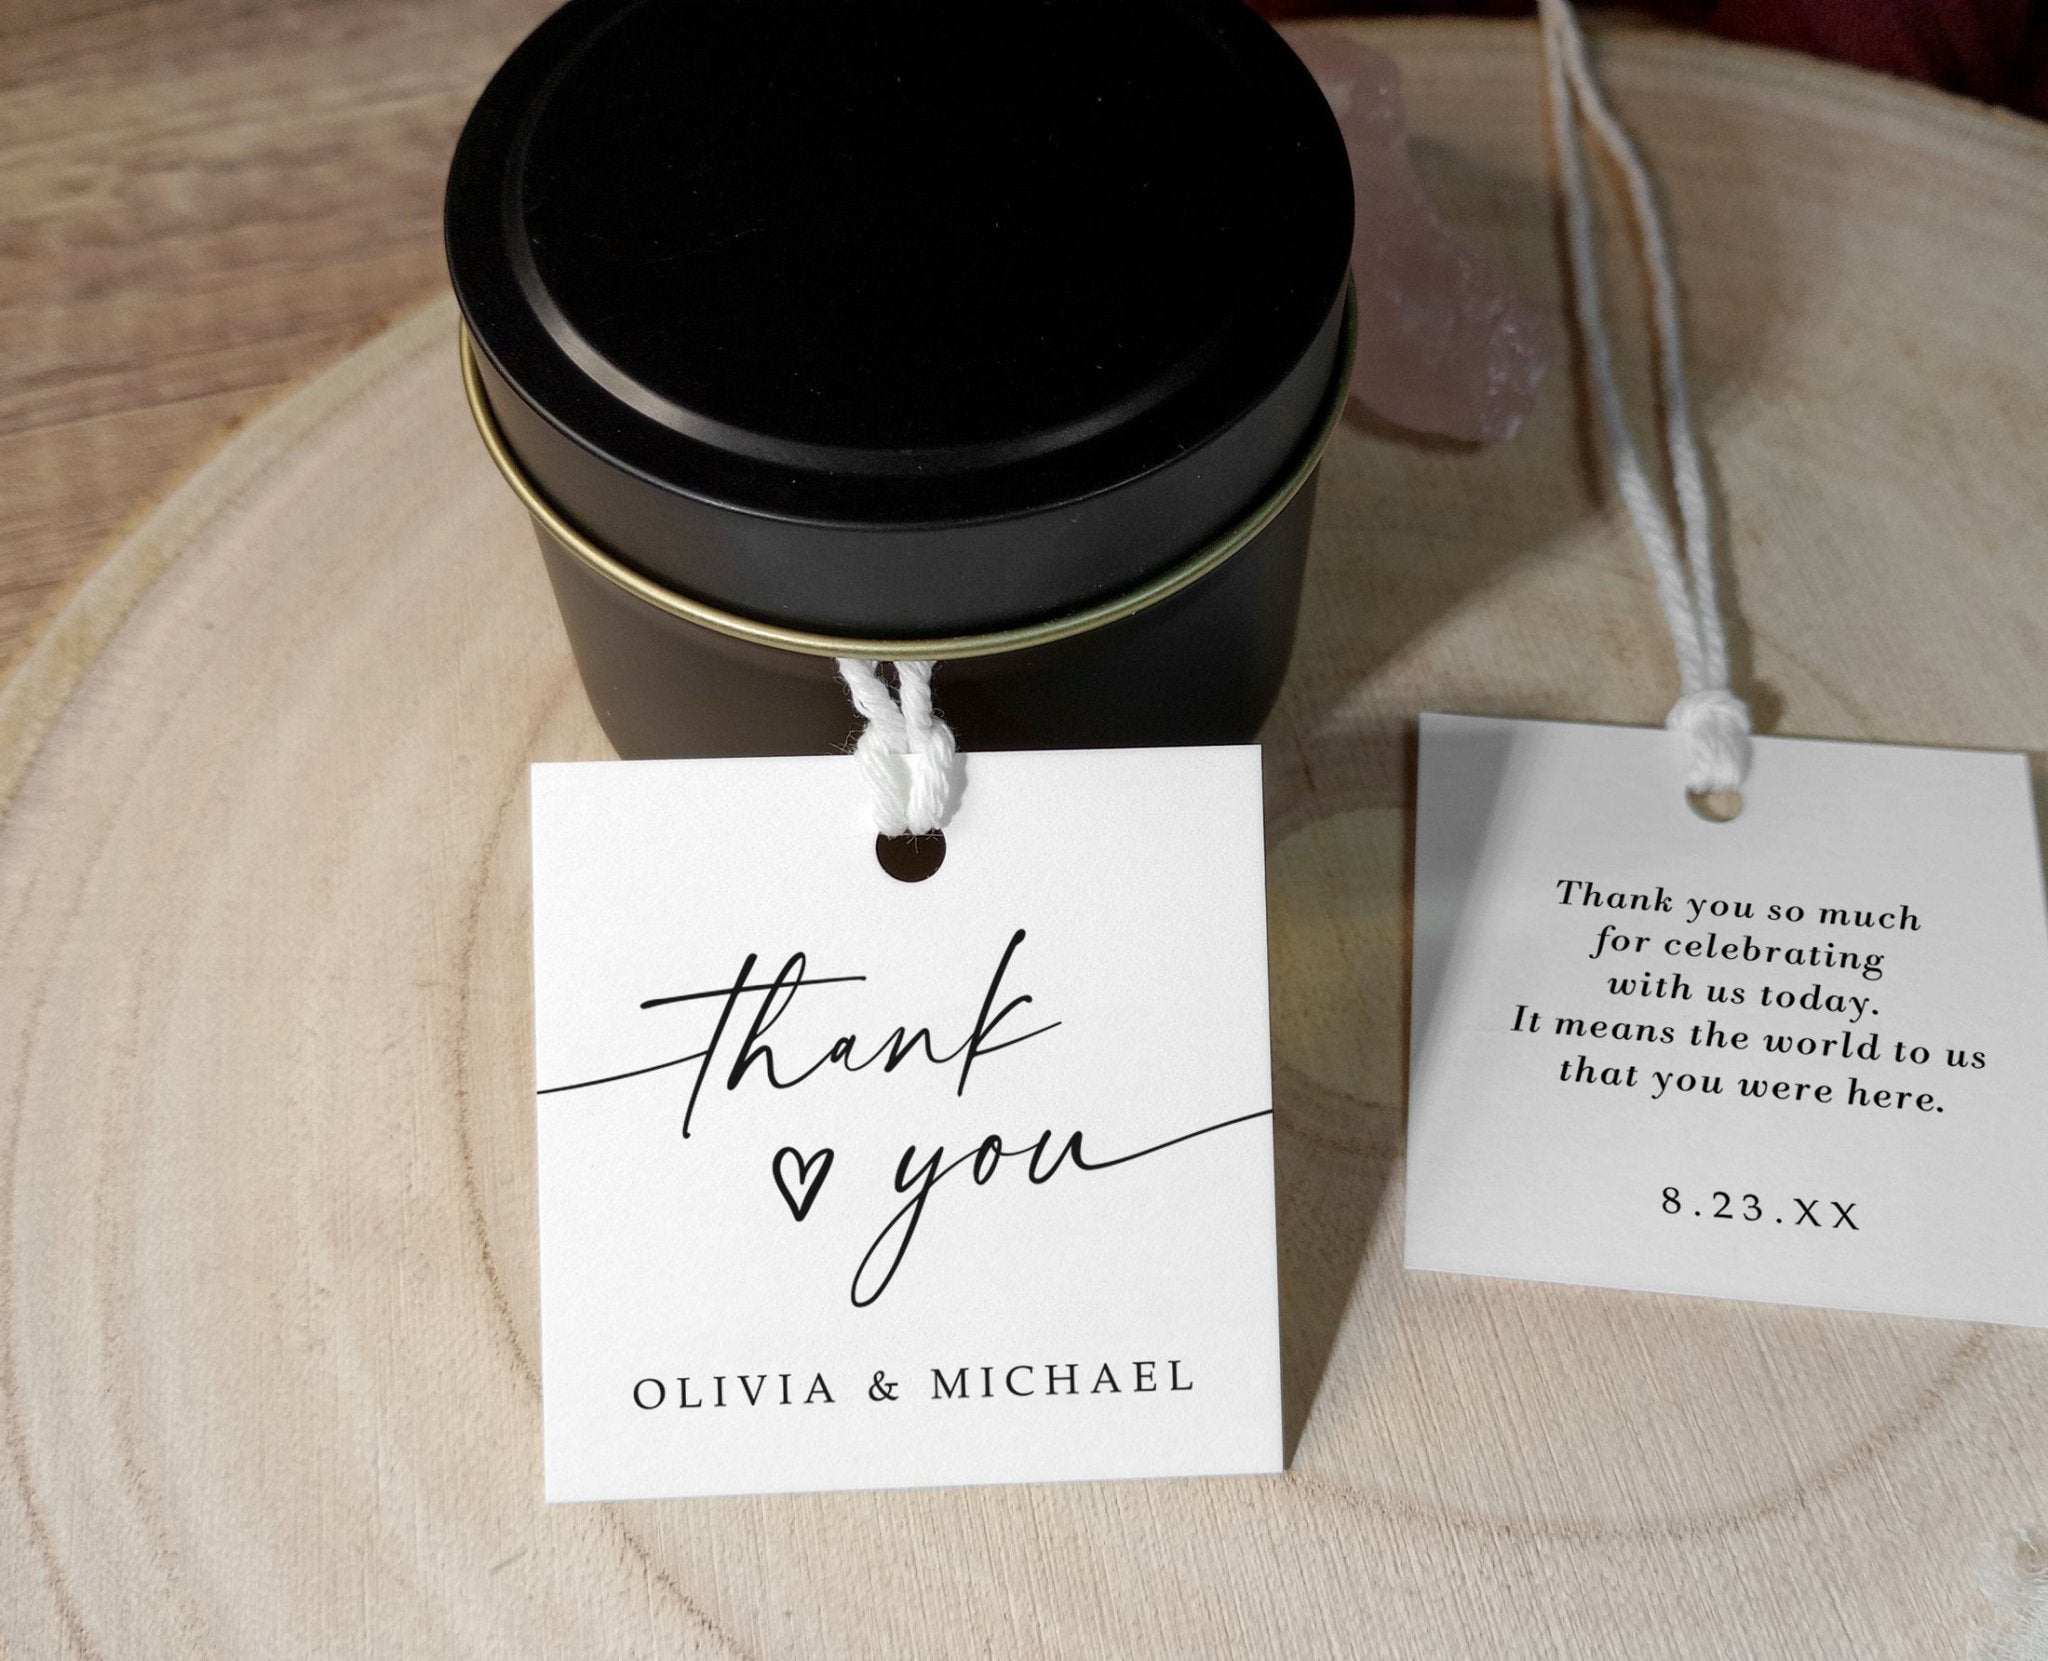 thank
♡ you
OLIVIA & MICHAEL
Thank you so much
for celebrating
with us today.
It means the world to us
that you were here.
8.23.XX